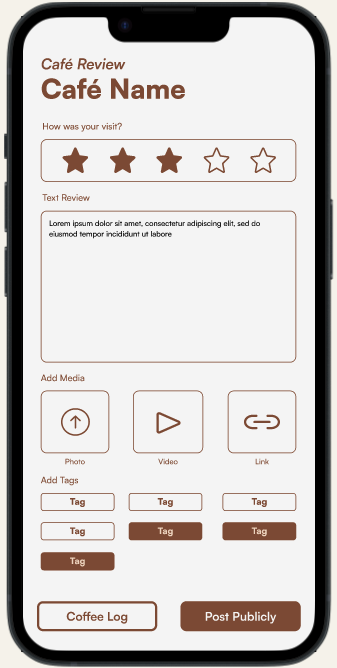 Café Review
Café Name
How was your visit?
Text Review
Lorem ipsum dolor sit amet, consectetur adipiscing elit, sed do
eiusmod tempor incididunt ut labore
Add Media
Photo Video Link
Add Tags
Tag Tag Tag
Tag Tag Tag
Tag
Coffee Log Post Publicly